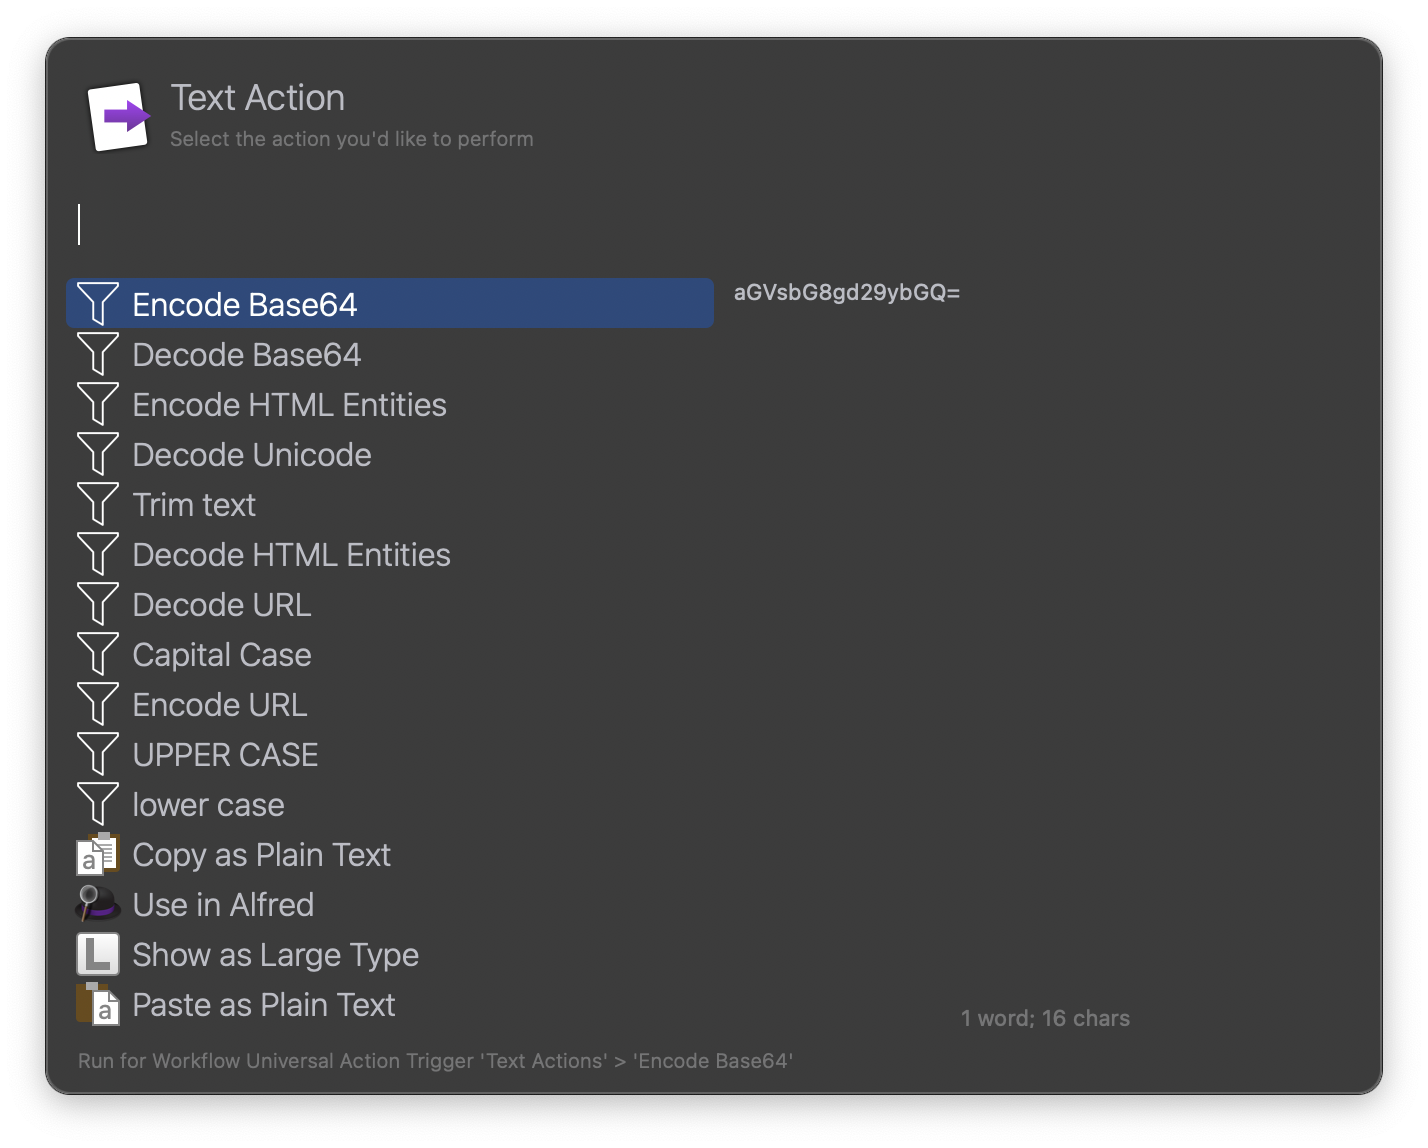 Text Action
Select the action you'd like to perform
Encode Base64
aGVsbG8gd29ybGQ=
Decode Base64
Encode HTML Entities
Decode Unicode
Trim text
Decode HTML Entities
Decode URL
Capital Case
Encode URL
UPPER CASE
lower case
a
Copy as Plain Text
Use in Alfred
L
Show as Large Type
a
Paste as Plain Text
1 word; 16 chars
Run for Workflow Universal Action Trigger 'Text Actions' > 'Encode Base64'